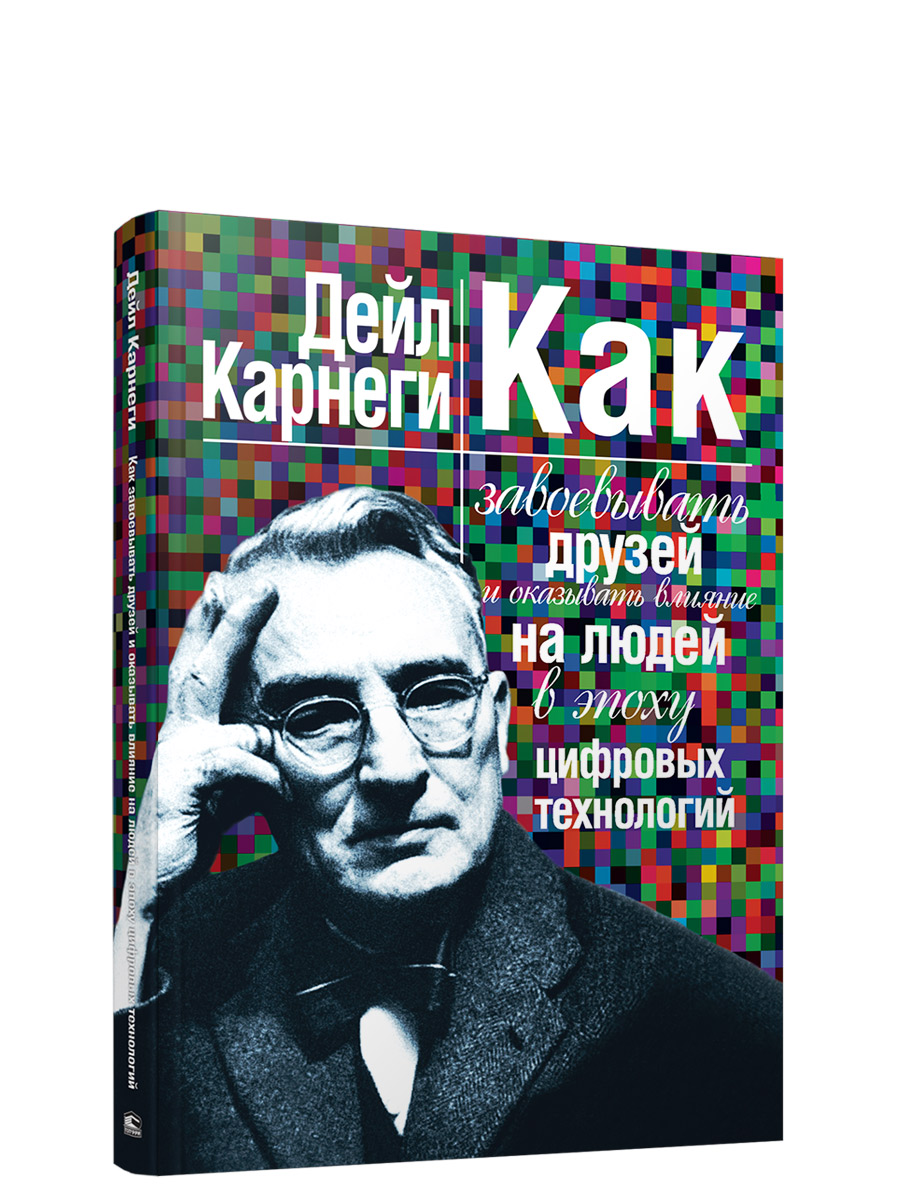 Дейл
Карнеги
Как
завоевывать
друзей
и оказывать влияние
на людей
в эпоху
цифровых
технологий
Дейл Карнеги Как завоевывать друзей и оказывать влияние на людей в эпоху цифровых технологий